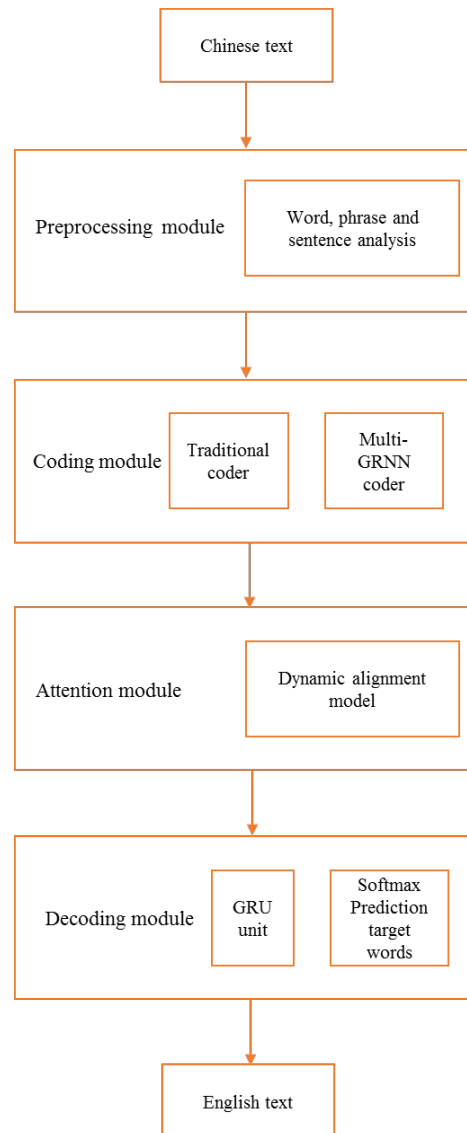 Chinese text
Preprocessing module
Word, phrase and
sentence analysis
Coding module
Traditional
coder
Multi-
GRNN
coder
Attention module
Dynamic alignment
model
Decoding module
GRU
unit
Softmax
Prediction
target
words
English text